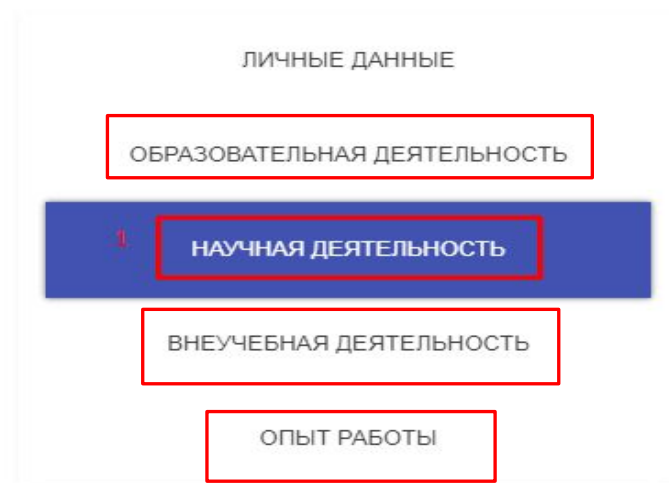 ЛИЧНЫЕ ДАННЫЕ
ОБРАЗОВАТЕЛЬНАЯ ДЕЯТЕЛЬНОСТЬ
1 НАУЧНАЯ ДЕЯТЕЛЬНОСТЬ
ВНЕУЧЕБНАЯ ДЕЯТЕЛЬНОСТЬ
ОПЫТ РАБОТЫ